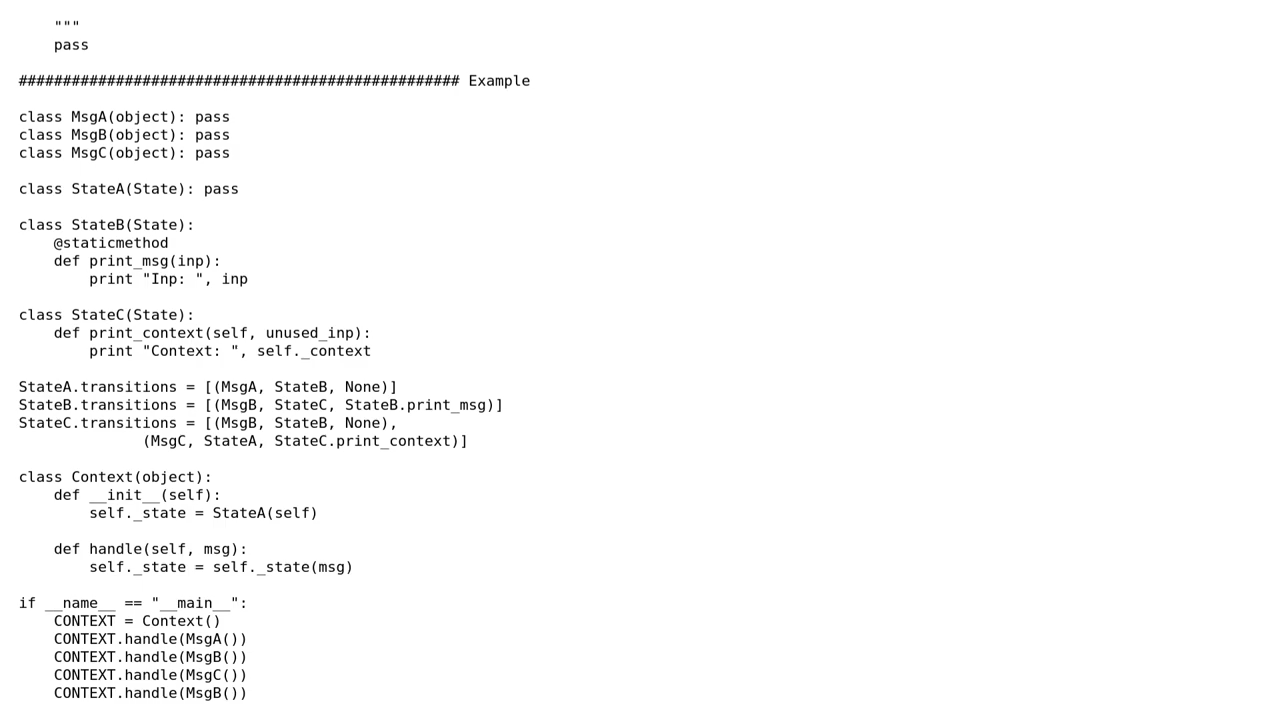 """
    pass

################################################## Example

class MsgA(object): pass
class MsgB(object): pass
class MsgC(object): pass

class StateA(State): pass

class StateB(State):
    @staticmethod
    def print_msg(inp):
        print "Inp: ", inp

class StateC(State):
    def print_context(self, unused_inp):
        print "Context: ", self._context

StateA.transitions = [(MsgA, StateB, None)]
StateB.transitions = [(MsgB, StateC, StateB.print_msg)]
StateC.transitions = [(MsgB, StateB, None),
              (MsgC, StateA, StateC.print_context)]

class Context(object):
    def __init__(self):
        self._state = StateA(self)

    def handle(self, msg):
        self._state = self._state(msg)

if __name__ == "__main__":
    CONTEXT = Context()
    CONTEXT.handle(MsgA())
    CONTEXT.handle(MsgB())
    CONTEXT.handle(MsgC())
    CONTEXT.handle(MsgB())